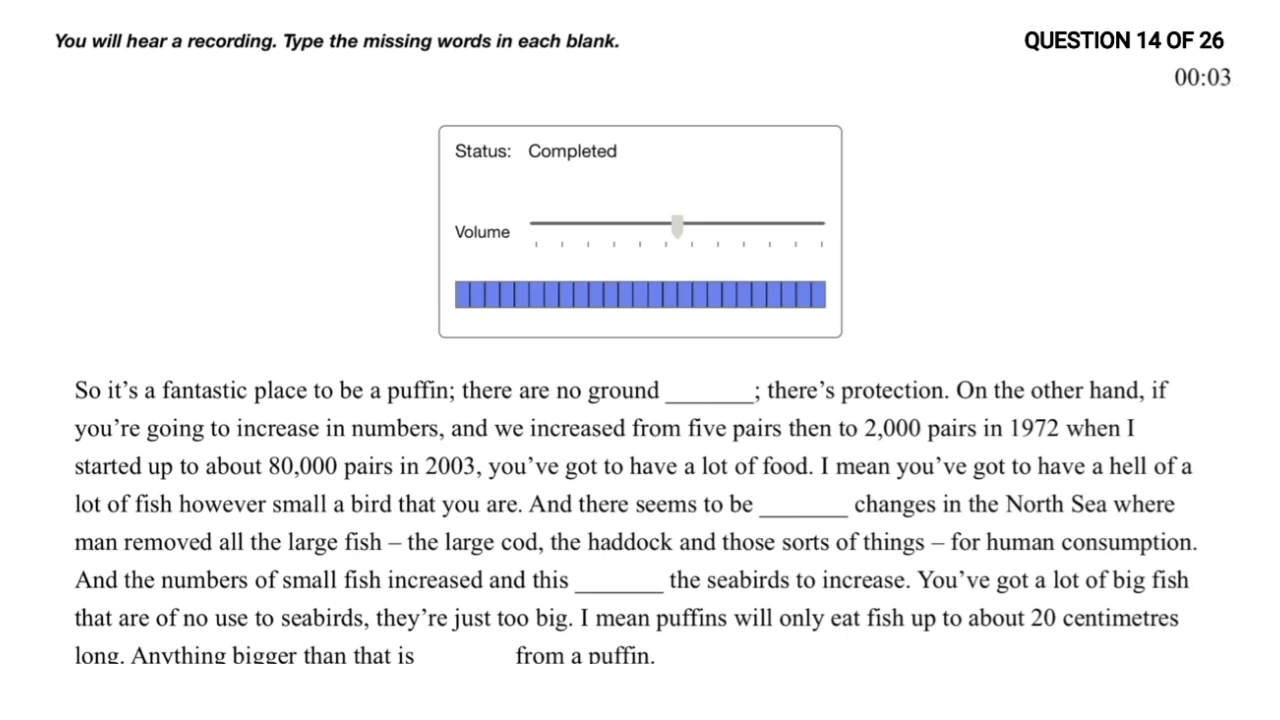 You will hear a recording. Type the missing words in each blank.
QUESTION 14 OF 26
00:03
Status: Completed
Volume
So it's a fantastic place to be a puffin; there are no ground _______; there's protection. On the other hand, if
you're going to increase in numbers, and we increased from five pairs then to 2,000 pairs in 1972 when I
started up to about 80,000 pairs in 2003, you've got to have a lot of food. I mean you've got to have a hell of a
lot of fish however small a bird that you are. And there seems to be _______ changes in the North Sea where
man removed all the large fish – the large cod, the haddock and those sorts of things – for human consumption.
And the numbers of small fish increased and this _______ the seabirds to increase. You've got a lot of big fish
that are of no use to seabirds, they're just too big. I mean puffins will only eat fish up to about 20 centimetres
long. Anything bigger than that is from a puffin.